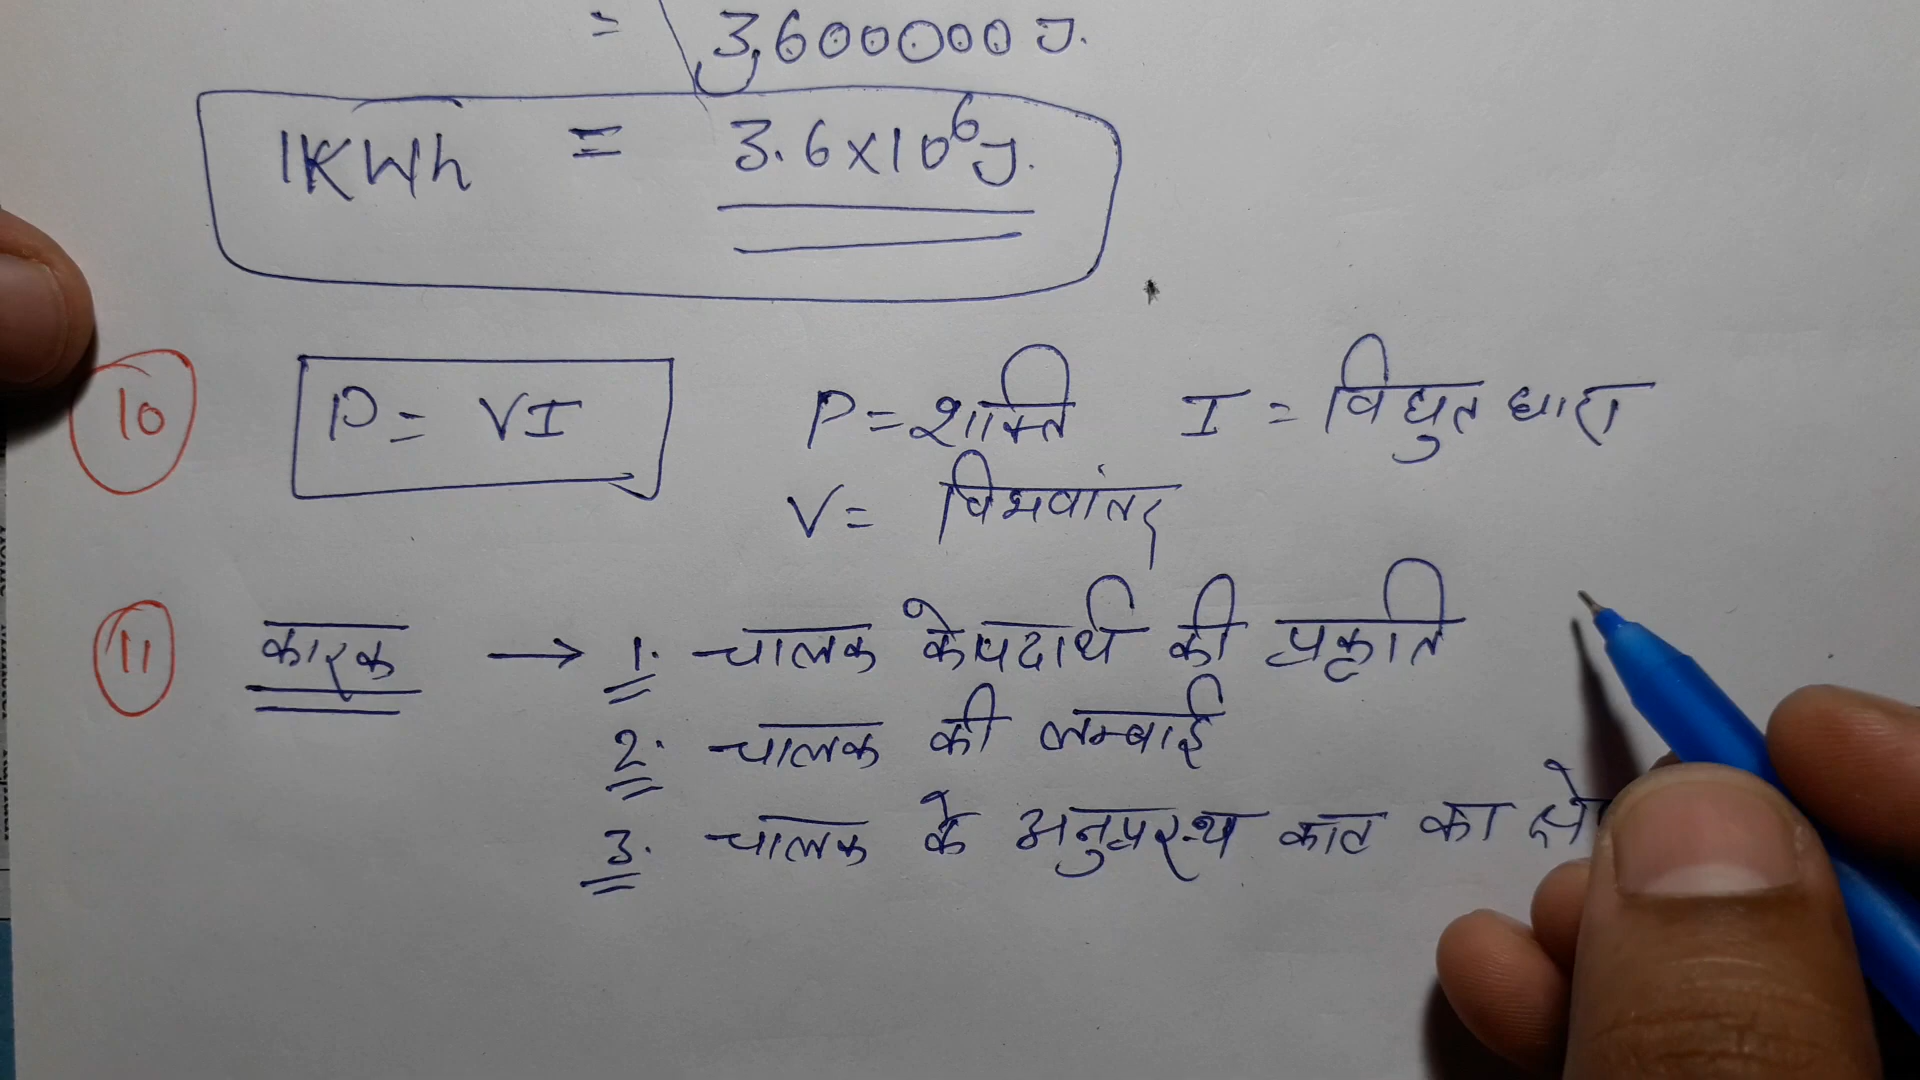 = 3,600000 J.
1KWh = 3.6x10⁶J.
10 P = VI P = शक्ति I = विद्युत धारा
V = विभवांतर
11 कारक → 1. चालक के पदार्थ की प्रकृति
2. चालक की लम्बाई
3. चालक के अनुप्रस्थ काट का